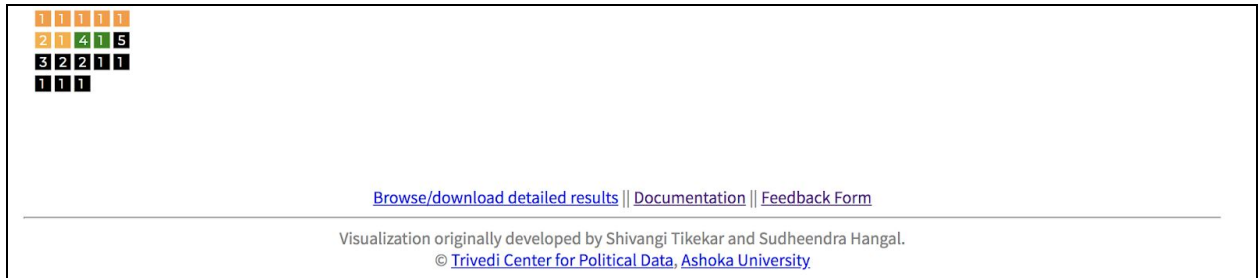 1 1 1 1 1
2 1 4 1 5
3 2 2 1 1
1 1 1
Browse/download detailed results || Documentation || Feedback Form
Visualization originally developed by Shivangi Tikekar and Sudheendra Hangal.
© Trivedi Center for Political Data, Ashoka University